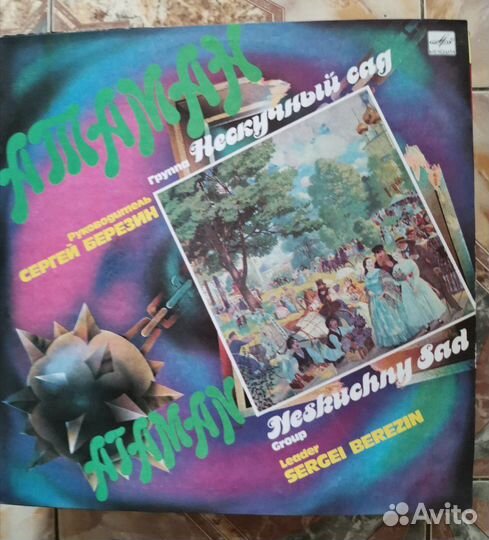 АТАМАН
Группа Нескучный сад
Руководитель
СЕРГЕЙ БЕРЕЗИН
ATAMAN
Neskuchny Sad
Group
Leader
SERGEI BEREZIN
Avito